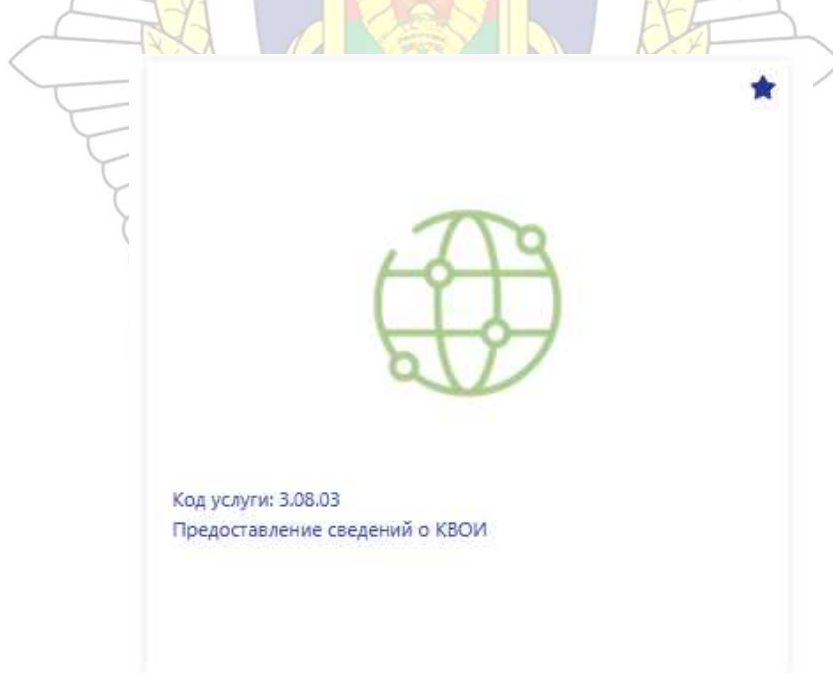 Код услуги: 3.08.03
Предоставление сведений о КВОИ